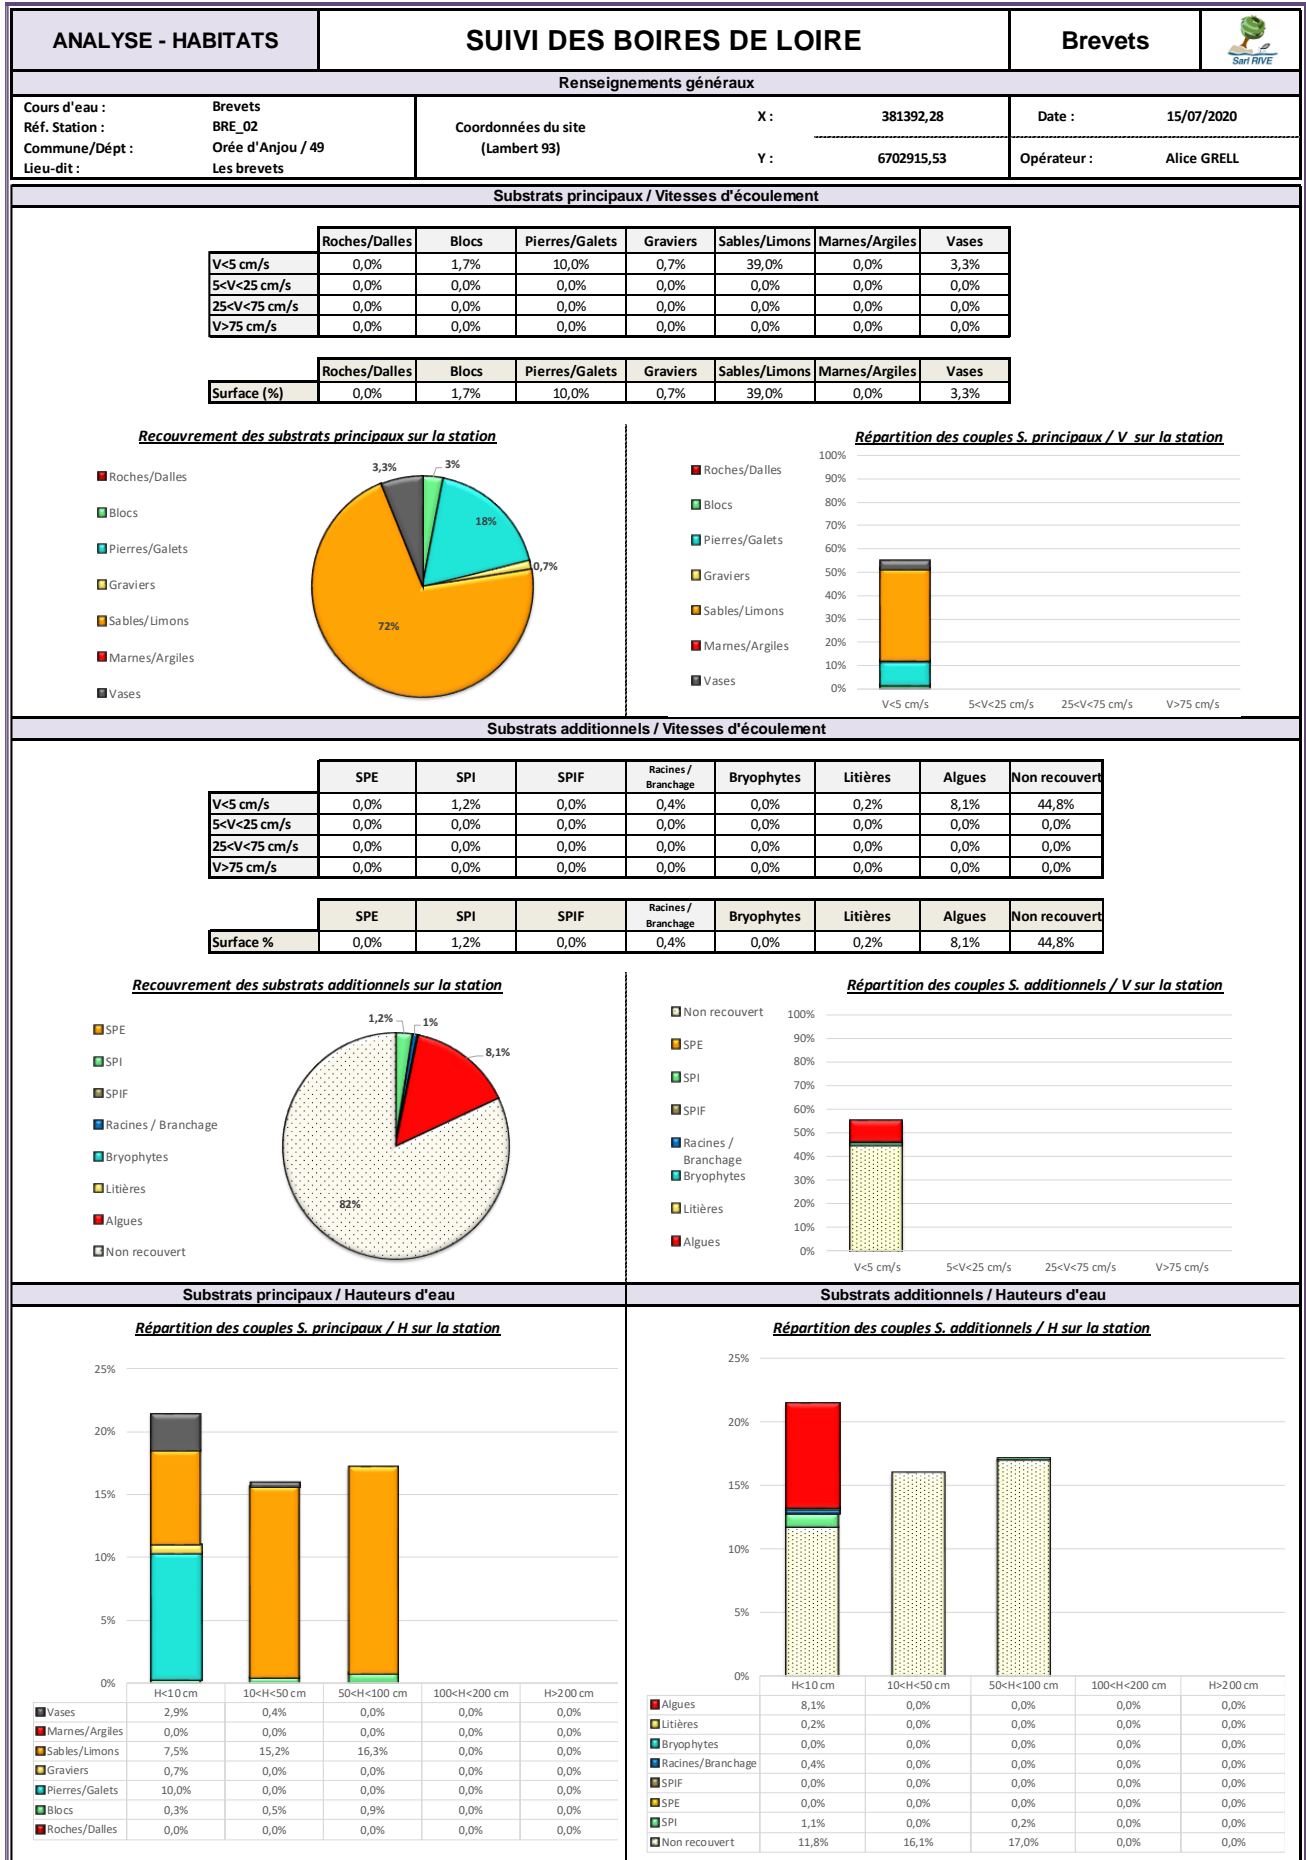 ANALYSE - HABITATS
SUIVI DES BOIRES DE LOIRE
Brevets
Sarl RIVE
Renseignements généraux
Cours d'eau : Brevets
Réf. Station : BRE_02
Commune/Dépt : Orée d'Anjou / 49
Lieu-dit : Les brevets
Coordonnées du site
(Lambert 93)
X : 381392,28
Y : 6702915,53
Date : 15/07/2020
Opérateur : Alice GRELL
Substrats principaux / Vitesses d'écoulement
Roches/Dalles Blocs Pierres/Galets Graviers Sables/Limons Marnes/Argiles Vases
V<5 cm/s 0,0% 1,7% 10,0% 0,7% 39,0% 0,0% 3,3%
5<V<25 cm/s 0,0% 0,0% 0,0% 0,0% 0,0% 0,0% 0,0%
25<V<75 cm/s 0,0% 0,0% 0,0% 0,0% 0,0% 0,0% 0,0%
V>75 cm/s 0,0% 0,0% 0,0% 0,0% 0,0% 0,0% 0,0%
Roches/Dalles Blocs Pierres/Galets Graviers Sables/Limons Marnes/Argiles Vases
Surface (%) 0,0% 1,7% 10,0% 0,7% 39,0% 0,0% 3,3%
Recouvrement des substrats principaux sur la station
Roches/Dalles
Blocs
Pierres/Galets
Graviers
Sables/Limons
Marnes/Argiles
Vases
3,3%
3%
18%
0,7%
72%
Répartition des couples S. principaux / V sur la station
Roches/Dalles
Blocs
Pierres/Galets
Graviers
Sables/Limons
Marnes/Argiles
Vases
100%
90%
80%
70%
60%
50%
40%
30%
20%
10%
0%
V<5 cm/s 5<V<25 cm/s 25<V<75 cm/s V>75 cm/s
Substrats additionnels / Vitesses d'écoulement
SPE SPI SPIF Racines / Branchage Bryophytes Litières Algues Non recouvert
V<5 cm/s 0,0% 1,2% 0,0% 0,4% 0,0% 0,2% 8,1% 44,8%
5<V<25 cm/s 0,0% 0,0% 0,0% 0,0% 0,0% 0,0% 0,0% 0,0%
25<V<75 cm/s 0,0% 0,0% 0,0% 0,0% 0,0% 0,0% 0,0% 0,0%
V>75 cm/s 0,0% 0,0% 0,0% 0,0% 0,0% 0,0% 0,0% 0,0%
SPE SPI SPIF Racines / Branchage Bryophytes Litières Algues Non recouvert
Surface % 0,0% 1,2% 0,0% 0,4% 0,0% 0,2% 8,1% 44,8%
Recouvrement des substrats additionnels sur la station
SPE
SPI
SPIF
Racines / Branchage
Bryophytes
Litières
Algues
Non recouvert
1,2%
1%
8,1%
82%
Répartition des couples S. additionnels / V sur la station
Non recouvert
SPE
SPI
SPIF
Racines /
Branchage
Bryophytes
Litières
Algues
100%
90%
80%
70%
60%
50%
40%
30%
20%
10%
0%
V<5 cm/s 5<V<25 cm/s 25<V<75 cm/s V>75 cm/s
Substrats principaux / Hauteurs d'eau
Répartition des couples S. principaux / H sur la station
25%
20%
15%
10%
5%
0%
H<10 cm 10<H<50 cm 50<H<100 cm 100<H<200 cm H>200 cm
Vases 2,9% 0,4% 0,0% 0,0% 0,0%
Marnes/Argiles 0,0% 0,0% 0,0% 0,0% 0,0%
Sables/Limons 7,5% 15,2% 16,3% 0,0% 0,0%
Graviers 0,7% 0,0% 0,0% 0,0% 0,0%
Pierres/Galets 10,0% 0,0% 0,0% 0,0% 0,0%
Blocs 0,3% 0,5% 0,9% 0,0% 0,0%
Roches/Dalles 0,0% 0,0% 0,0% 0,0% 0,0%
Substrats additionnels / Hauteurs d'eau
Répartition des couples S. additionnels / H sur la station
25%
20%
15%
10%
5%
0%
H<10 cm 10<H<50 cm 50<H<100 cm 100<H<200 cm H>200 cm
Algues 8,1% 0,0% 0,0% 0,0% 0,0%
Litières 0,2% 0,0% 0,0% 0,0% 0,0%
Bryophytes 0,0% 0,0% 0,0% 0,0% 0,0%
Racines/Branchage 0,4% 0,0% 0,0% 0,0% 0,0%
SPIF 0,0% 0,0% 0,0% 0,0% 0,0%
SPE 0,0% 0,0% 0,0% 0,0% 0,0%
SPI 1,1% 0,0% 0,2% 0,0% 0,0%
Non recouvert 11,8% 16,1% 17,0% 0,0% 0,0%